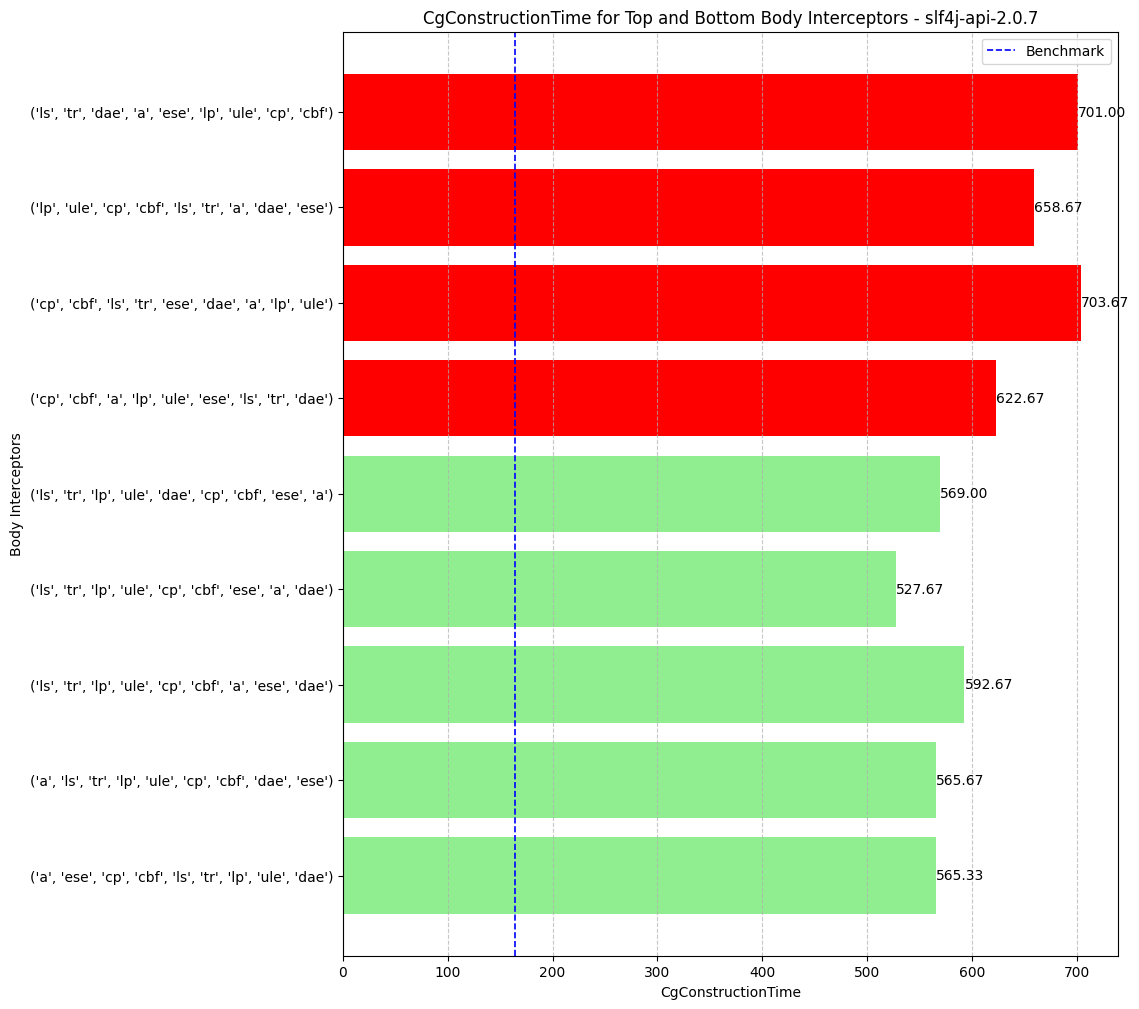 CgConstructionTime for Top and Bottom Body Interceptors - slf4j-api-2.0.7
Benchmark
('ls', 'tr', 'dae', 'a', 'ese', 'lp', 'ule', 'cp', 'cbf') 701.00
('lp', 'ule', 'cp', 'cbf', 'ls', 'tr', 'a', 'dae', 'ese') 658.67
('cp', 'cbf', 'ls', 'tr', 'ese', 'dae', 'a', 'lp', 'ule') 703.67
('cp', 'cbf', 'a', 'lp', 'ule', 'ese', 'ls', 'tr', 'dae') 622.67
('ls', 'tr', 'lp', 'ule', 'dae', 'cp', 'cbf', 'ese', 'a') 569.00
('ls', 'tr', 'lp', 'ule', 'cp', 'cbf', 'ese', 'a', 'dae') 527.67
('ls', 'tr', 'lp', 'ule', 'cp', 'cbf', 'a', 'ese', 'dae') 592.67
('a', 'ls', 'tr', 'lp', 'ule', 'cp', 'cbf', 'dae', 'ese') 565.67
('a', 'ese', 'cp', 'cbf', 'ls', 'tr', 'lp', 'ule', 'dae') 565.33
Body Interceptors
0 100 200 300 400 500 600 700
CgConstructionTime